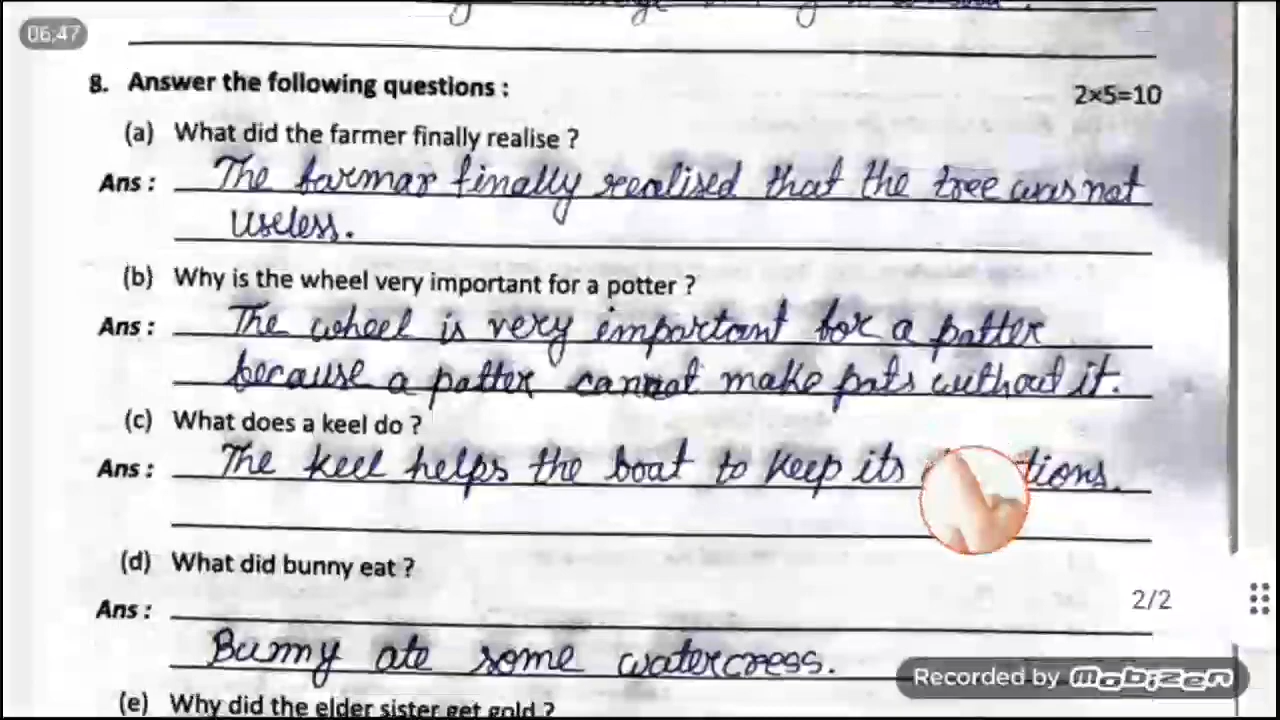 06:47
8. Answer the following questions :
2×5=10
(a) What did the farmer finally realise ?
Ans : The farmar finally realised that the tree was not
useless.
(b) Why is the wheel very important for a potter ?
Ans : The wheel is very important for a potter
because a potter cannot make pots without it.
(c) What does a keel do ?
Ans : The keel helps the boat to keep its
(d) What did bunny eat ?
2/2
Ans :
Bunny ate some watercress.
Recorded by mobizen
(e) Why did the elder sister get gold ?